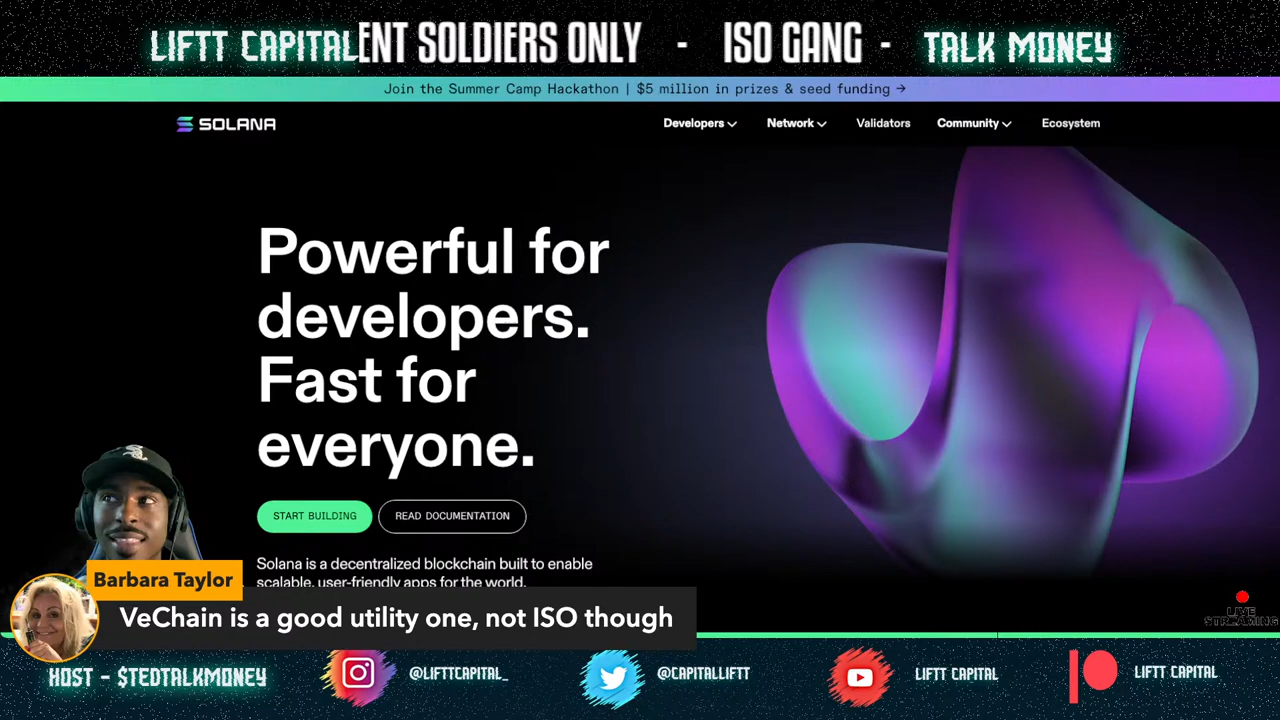 LIFTT CAPITAL
ENT SOLDIERS ONLY - ISO GANG -
TALK MONEY
Join the Summer Camp Hackathon | $5 million in prizes & seed funding →
SOLANA
Developers Network Validators Community Ecosystem
Powerful for
developers.
Fast for
everyone.
START BUILDING
READ DOCUMENTATION
Solana is a decentralized blockchain built to enable
scalable, user-friendly apps for the world.
Barbara Taylor
VeChain is a good utility one, not ISO though
LIVE
STREAMING
HOST - $TEDTALKMONEY
@LIFTTCAPITAL_
@CAPITALLIFTT
LIFTT CAPITAL
LIFTT CAPITAL